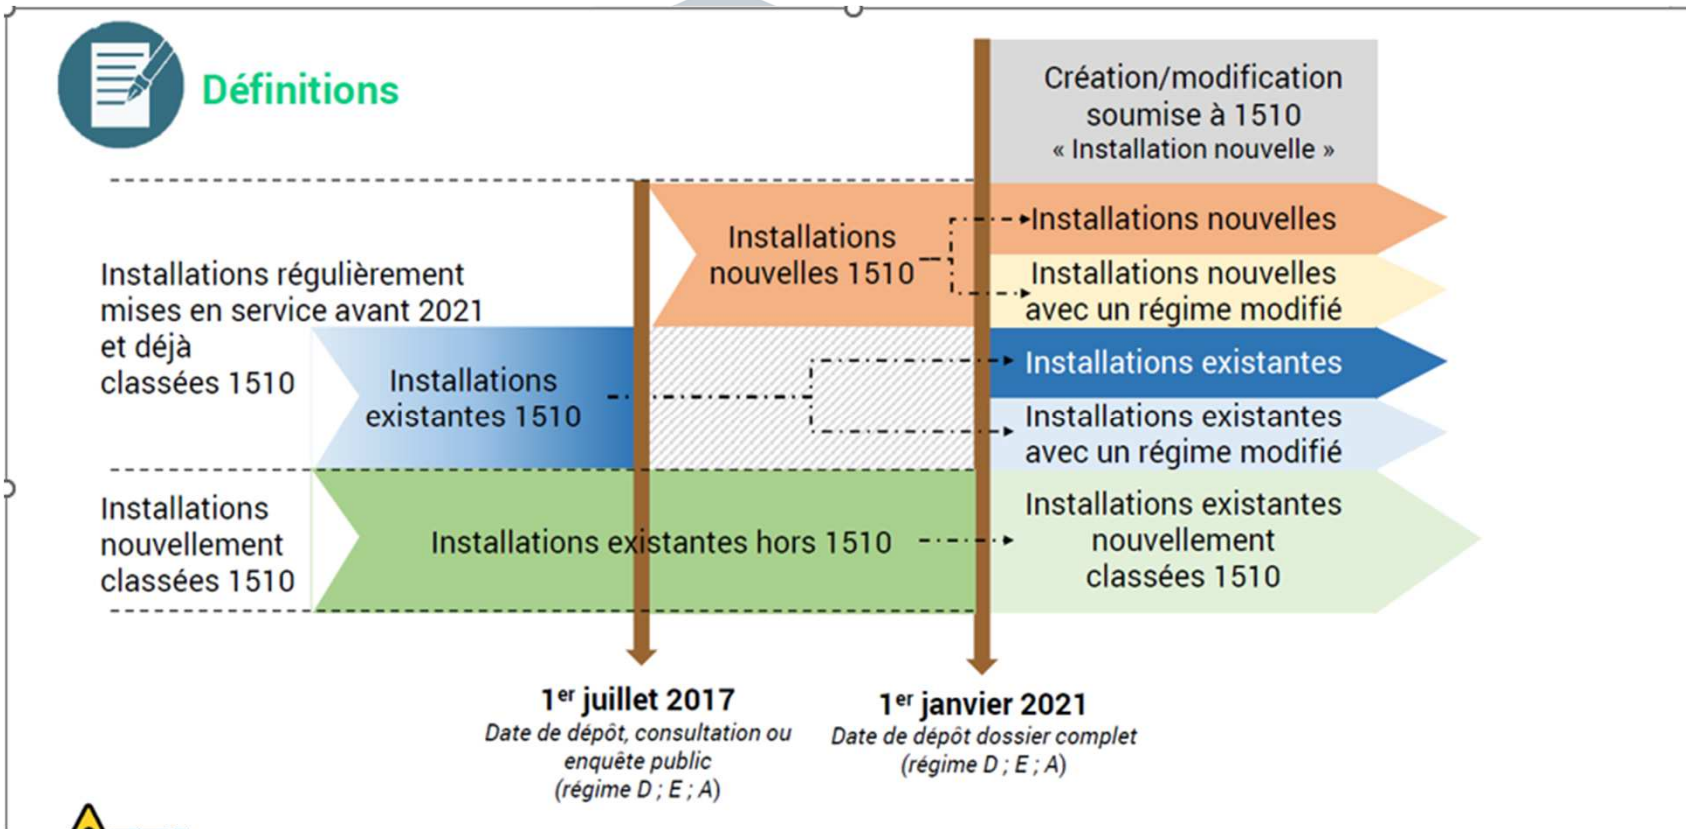 Définitions
Création/modification
soumise à 1510
« Installation nouvelle »
Installations régulièrement
mises en service avant 2021
et déjà
classées 1510
Installations
nouvelles 1510
Installations nouvelles
Installations nouvelles
avec un régime modifié
Installations
existantes 1510
Installations existantes
Installations existantes
avec un régime modifié
Installations
nouvellement
classées 1510
Installations existantes hors 1510
Installations existantes
nouvellement
classées 1510
1er juillet 2017
Date de dépôt, consultation ou
enquête public
(régime D ; E ; A)
1er janvier 2021
Date de dépôt dossier complet
(régime D ; E ; A)